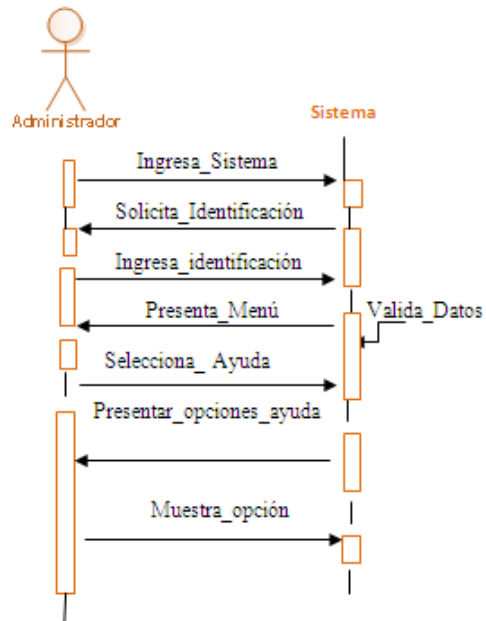 Administrador
Sistema
Ingresa_Sistema
Solicita_Identificación
Ingresa_identificación
Presenta_Menú
Valida_Datos
Selecciona_ Ayuda
Presentar_opciones_ayuda
Muestra_opción